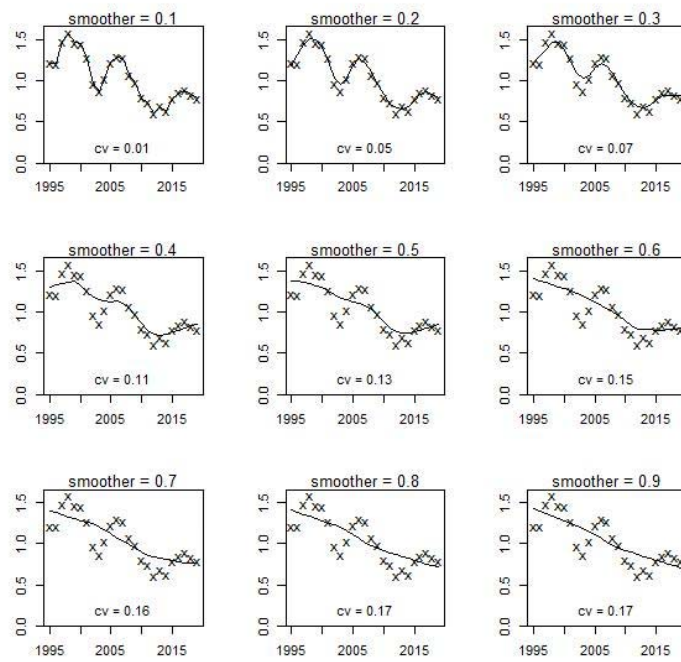 smoother = 0.1
smoother = 0.2
smoother = 0.3
0.0 0.5 1.0 1.5
0.0 0.5 1.0 1.5
0.0 0.5 1.0 1.5
cv = 0.01
cv = 0.05
cv = 0.07
1995 2005 2015
1995 2005 2015
1995 2005 2015
smoother = 0.4
smoother = 0.5
smoother = 0.6
0.0 0.5 1.0 1.5
0.0 0.5 1.0 1.5
0.0 0.5 1.0 1.5
cv = 0.11
cv = 0.13
cv = 0.15
1995 2005 2015
1995 2005 2015
1995 2005 2015
smoother = 0.7
smoother = 0.8
smoother = 0.9
0.0 0.5 1.0 1.5
0.0 0.5 1.0 1.5
0.0 0.5 1.0 1.5
cv = 0.16
cv = 0.17
cv = 0.17
1995 2005 2015
1995 2005 2015
1995 2005 2015